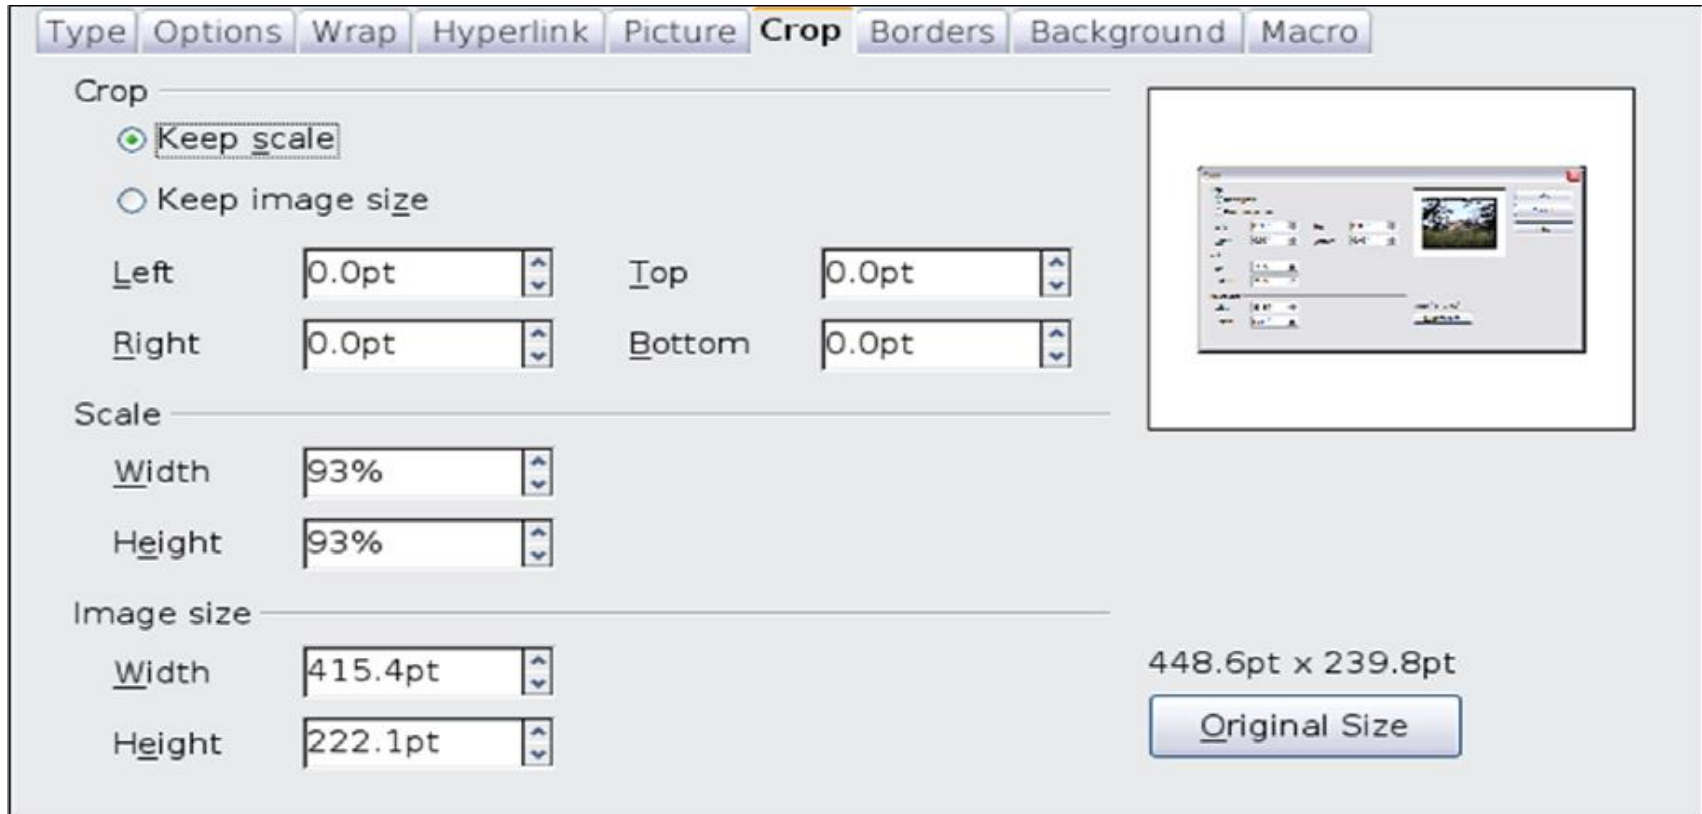 Type Options Wrap Hyperlink Picture Crop Borders Background Macro
Crop
Keep scale
Keep image size
Left 0.0pt Top 0.0pt
Right 0.0pt Bottom 0.0pt
Scale
Width 93%
Height 93%
Image size
Width 415.4pt 448.6pt x 239.8pt
Height 222.1pt Original Size